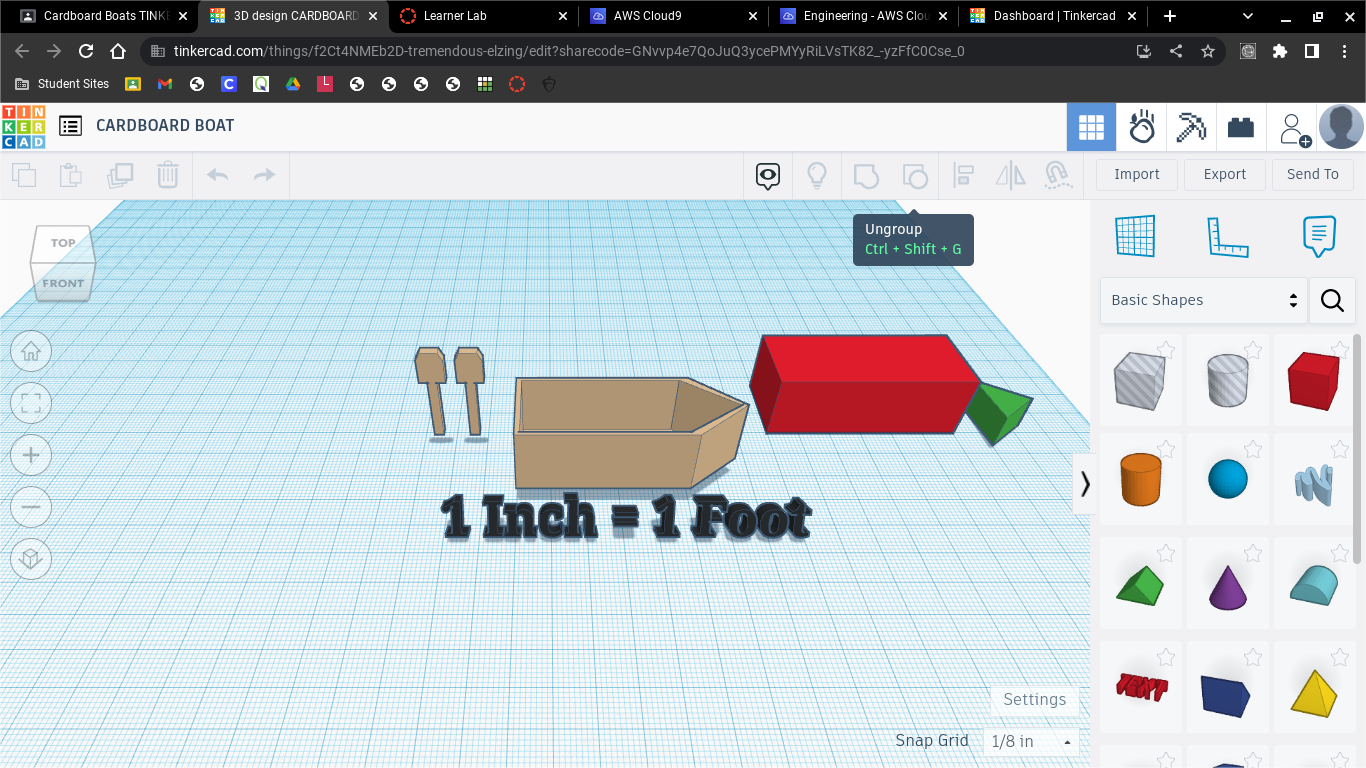 Cardboard Boats TINKE
3D design CARDBOARD
Learner Lab
AWS Cloud9
Engineering - AWS Clou
Dashboard | Tinkercad
tinkercad.com/things/f2Ct4NMEb2D-tremendous-elzing/edit?sharecode=GNvvp4e7QoJuQ3ycePMYyRiLVsTK82_-yzFfC0Cse_0
Student Sites
C
Q
L
TIN
KER
CAD
CARDBOARD BOAT
Import
Export
Send To
Ungroup
Ctrl + Shift + G
TOP
FRONT
Basic Shapes
1 Inch = 1 Foot
TEXT
Settings
Snap Grid
1/8 in